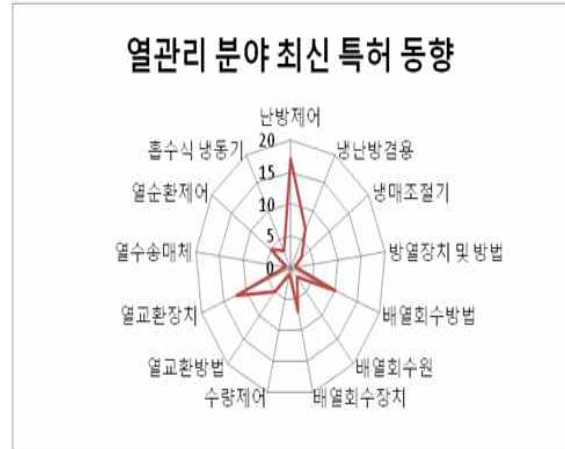 열관리 분야 최신 특허 동향
난방제어
냉난방겸용
냉매조절기
방열장치 및 방법
배열회수방법
배열회수원
배열회수장치
수량제어
열교환방법
열교환장치
열수송매체
열순환제어
흡수식 냉동기
20
15
10
5
0